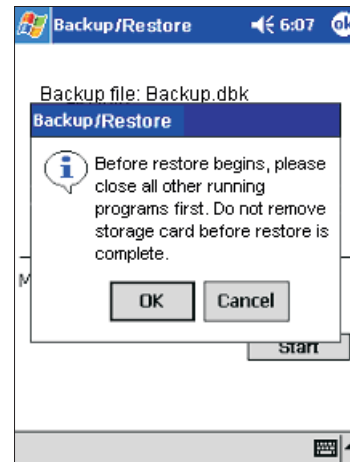 Backup/Restore 6:07 ok
Backup file: Backup.dbk
Backup/Restore
Before restore begins, please
close all other running
programs first. Do not remove
storage card before restore is
complete.
M
OK Cancel
Start